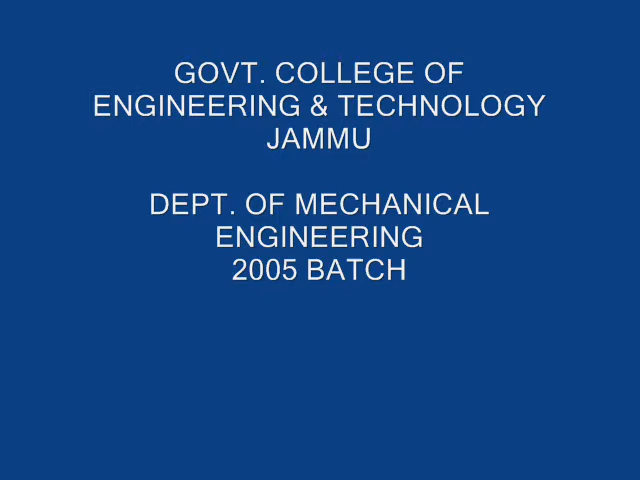 GOVT. COLLEGE OF
ENGINEERING & TECHNOLOGY
JAMMU
DEPT. OF MECHANICAL
ENGINEERING
2005 BATCH